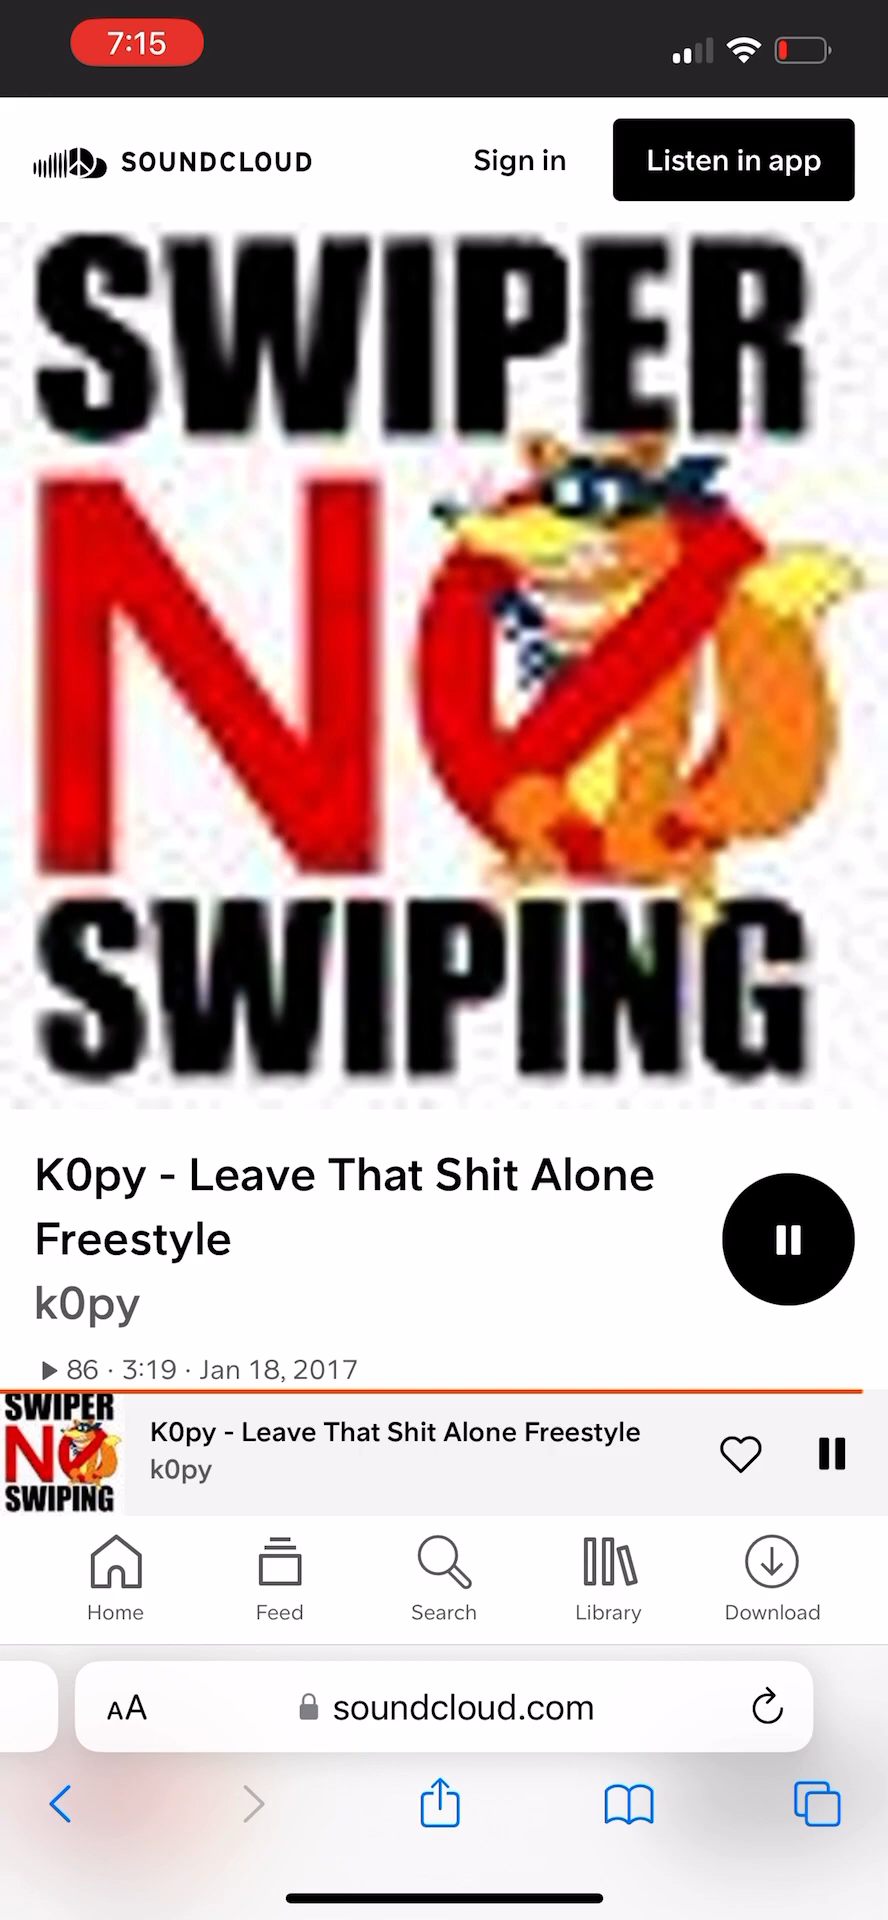 7:15
SOUNDCLOUD
Sign in
Listen in app
SWIPER
NO
SWIPING
K0py - Leave That Shit Alone
Freestyle
k0py
86 · 3:19 · Jan 18, 2017
SWIPER
NO
SWIPING
K0py - Leave That Shit Alone Freestyle
k0py
Home
Feed
Search
Library
Download
AA
soundcloud.com